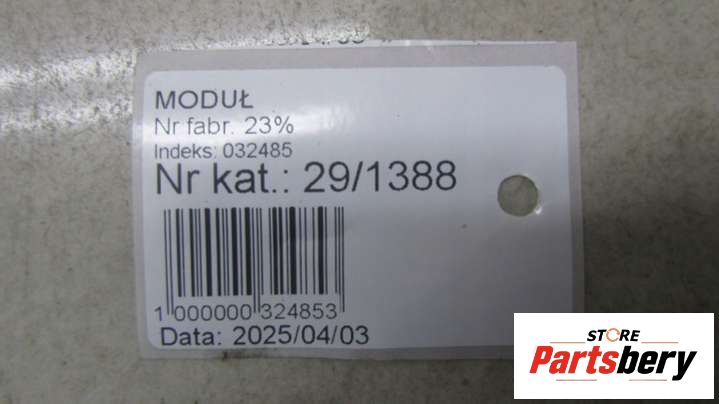 MODUŁ
Nr fabr. 23%
Indeks: 032485
Nr kat.: 29/1388
1 000000 324853
Data: 2025/04/03
STORE
Partsbery